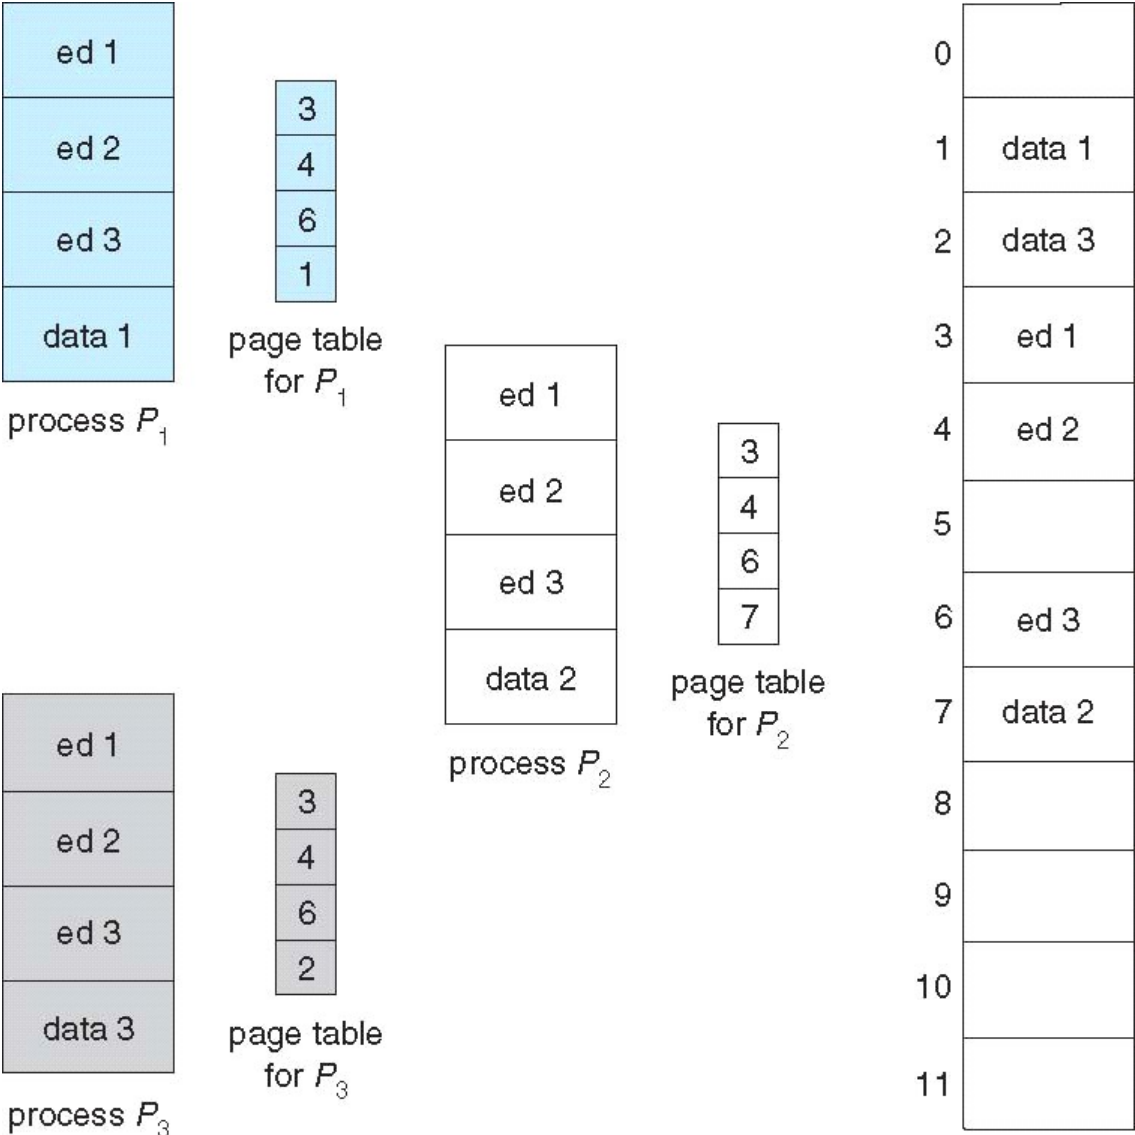 ed 1
ed 2
ed 3
data 1
process P1
3
4
6
1
page table
for P1
ed 1
ed 2
ed 3
data 2
process P2
3
4
6
7
page table
for P2
ed 1
ed 2
ed 3
data 3
process P3
3
4
6
2
page table
for P3
0
1 data 1
2 data 3
3 ed 1
4 ed 2
5
6 ed 3
7 data 2
8
9
10
11